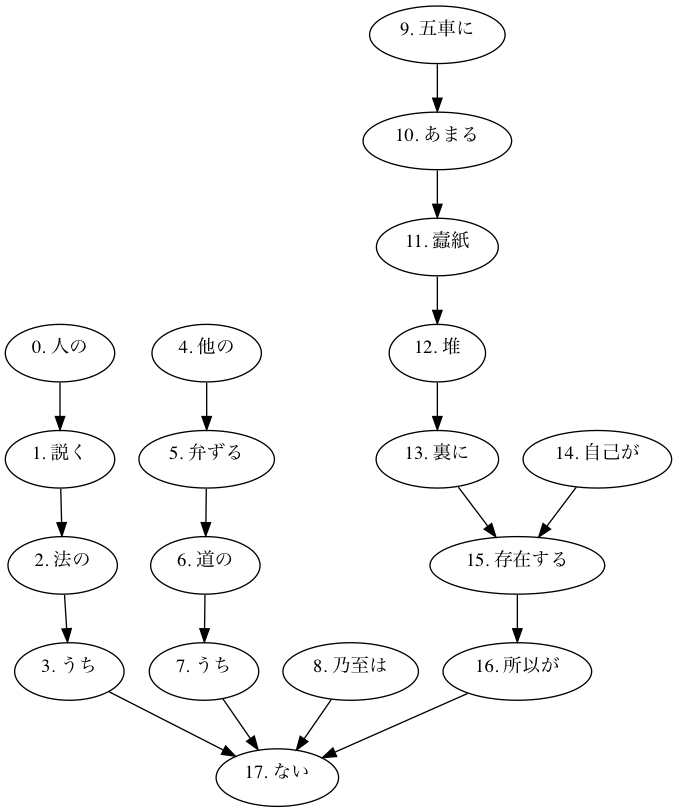 9. 五車に
10. あまる
11. 蠧紙
0. 人の
4. 他の
12. 堆
1. 説く
5. 弁ずる
13. 裏に
14. 自己が
2. 法の
6. 道の
15. 存在する
3. うち
7. うち
8. 乃至は
16. 所以が
17. ない